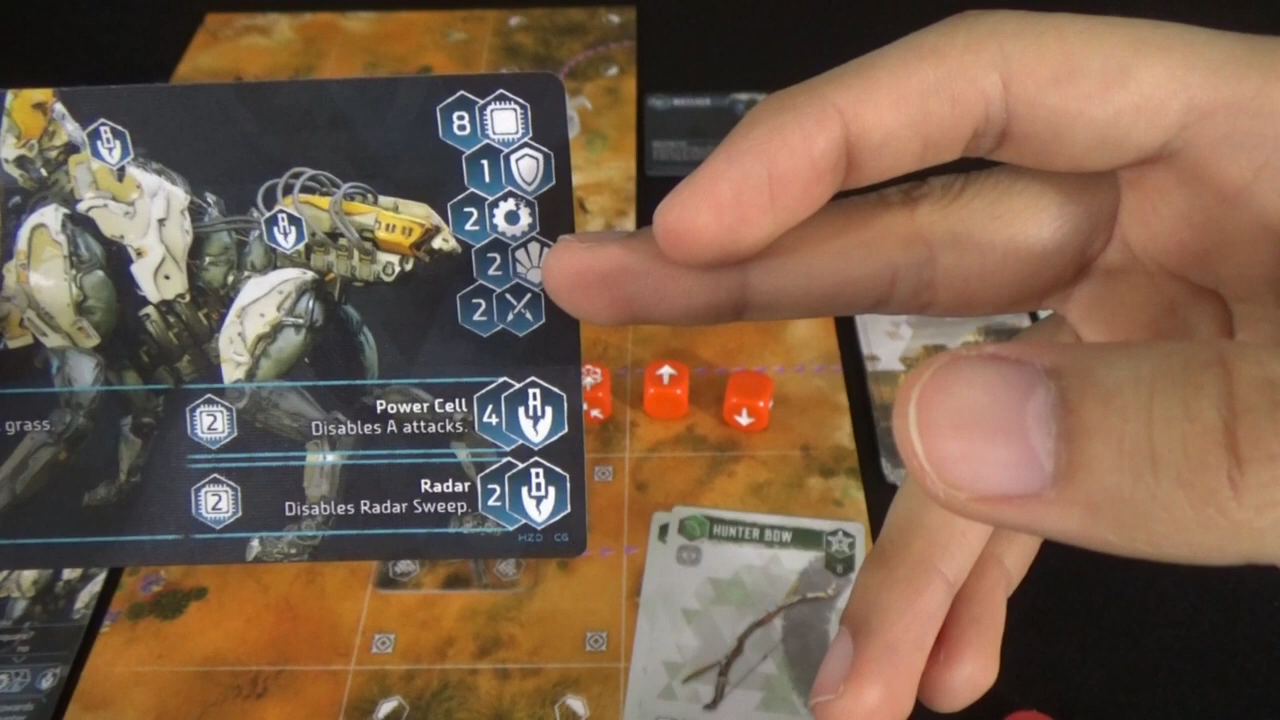 B
8
1
A
2
2
2
grass.
2
Power Cell
Disables A attacks.
4
A
2
Radar
Disables Radar Sweep.
2
B
HZD CG
HUNTER BOW